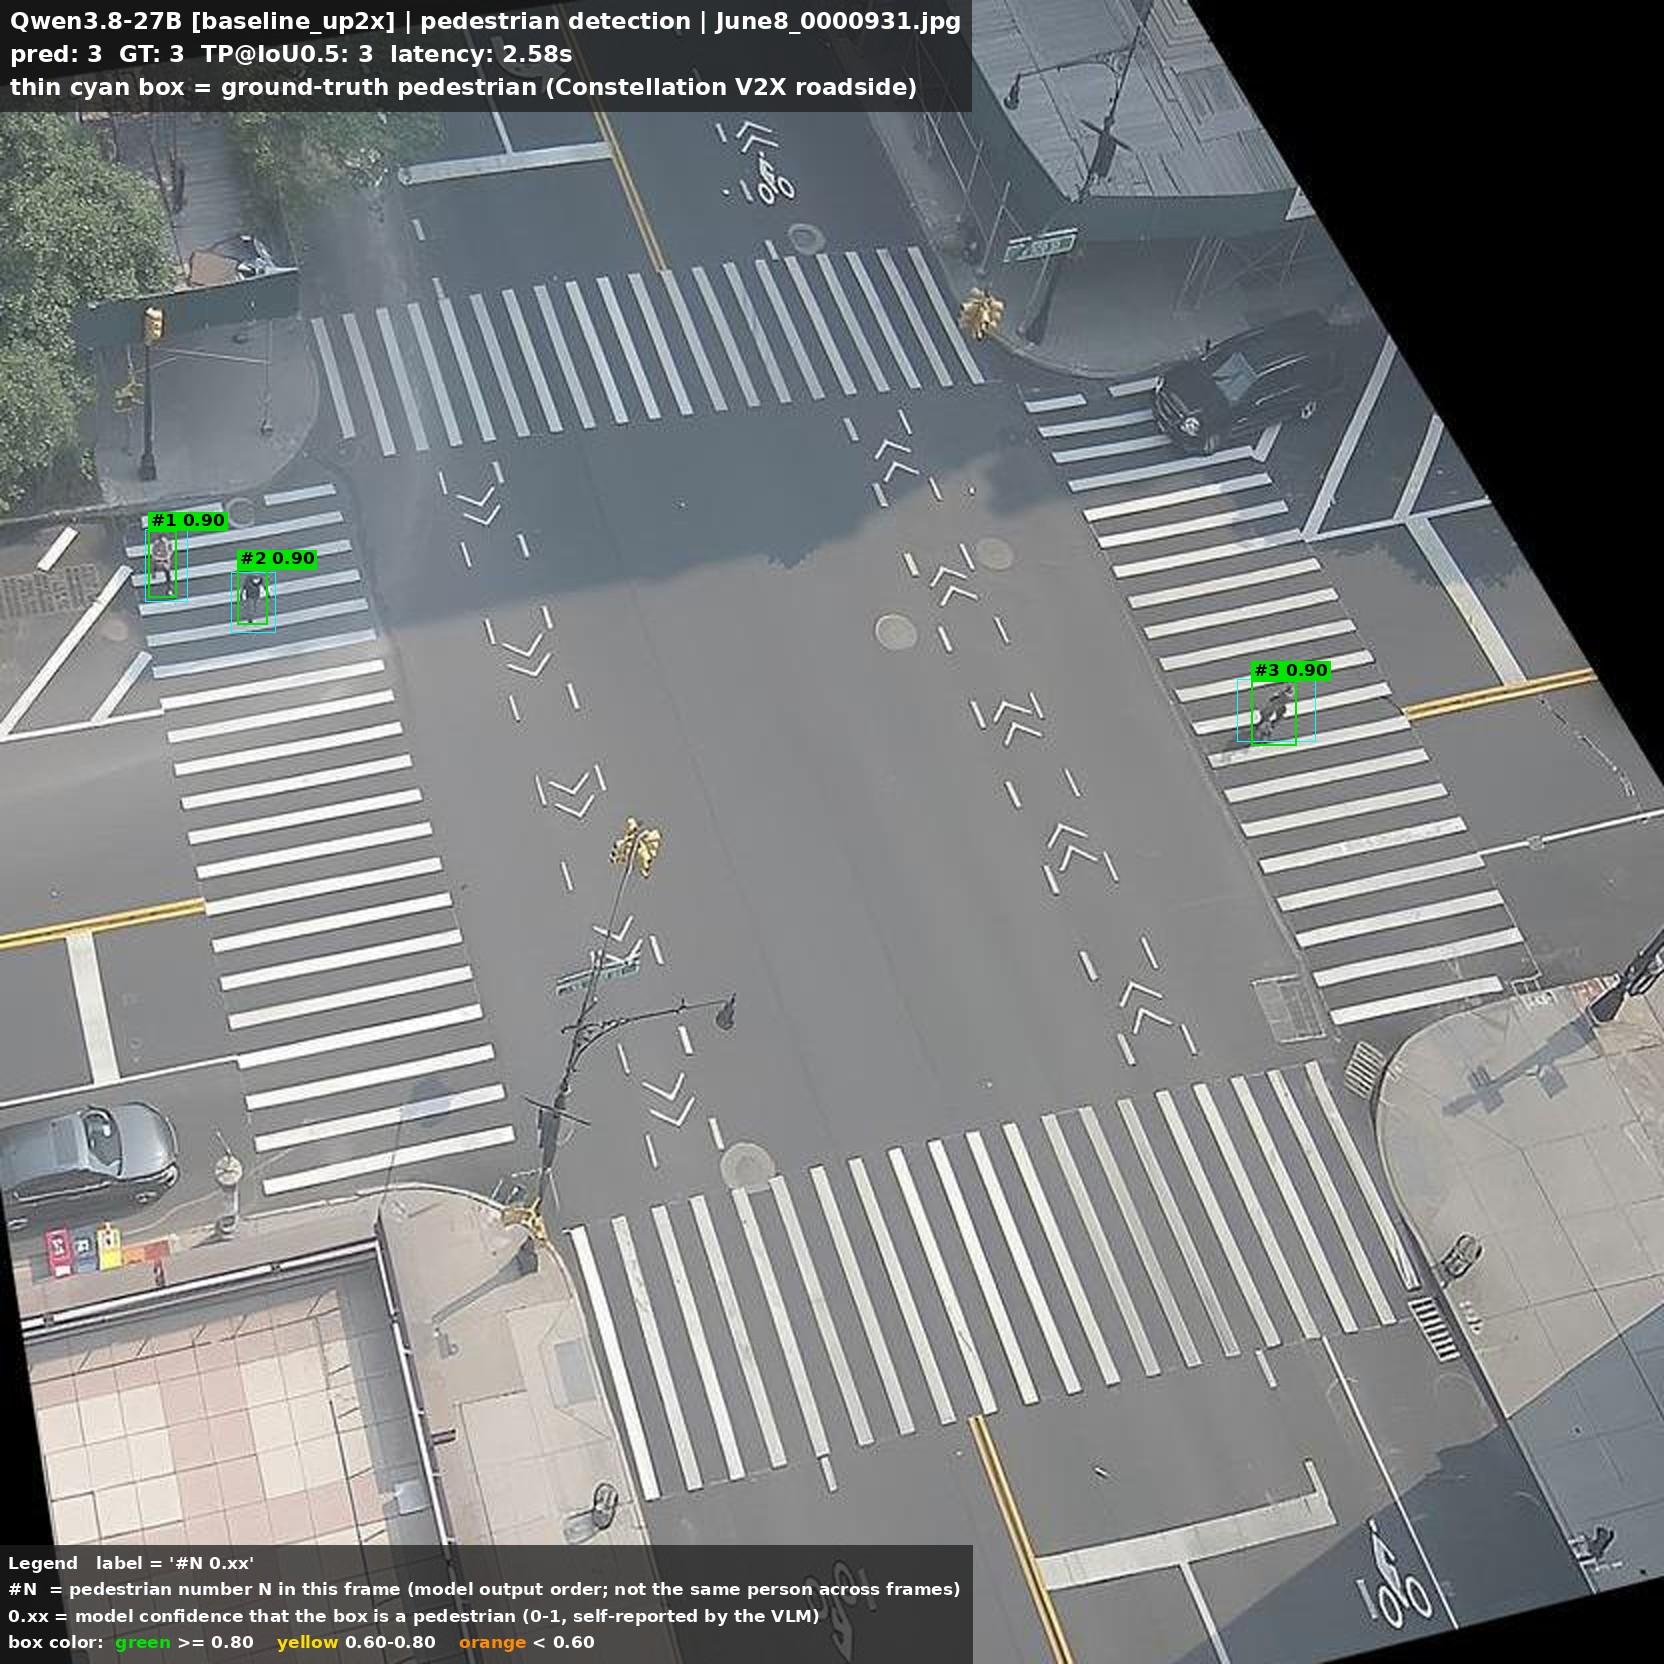 Qwen3.8-27B [baseline_up2x] | pedestrian detection | June8_0000931.jpg
pred: 3  GT: 3  TP@IoU0.5: 3  latency: 2.58s
thin cyan box = ground-truth pedestrian (Constellation V2X roadside)
#1 0.90
#2 0.90
#3 0.90
Legend   label = '#N 0.xx'
#N  = pedestrian number N in this frame (model output order; not the same person across frames)
0.xx = model confidence that the box is a pedestrian (0-1, self-reported by the VLM)
box color:  green >= 0.80    yellow 0.60-0.80    orange < 0.60